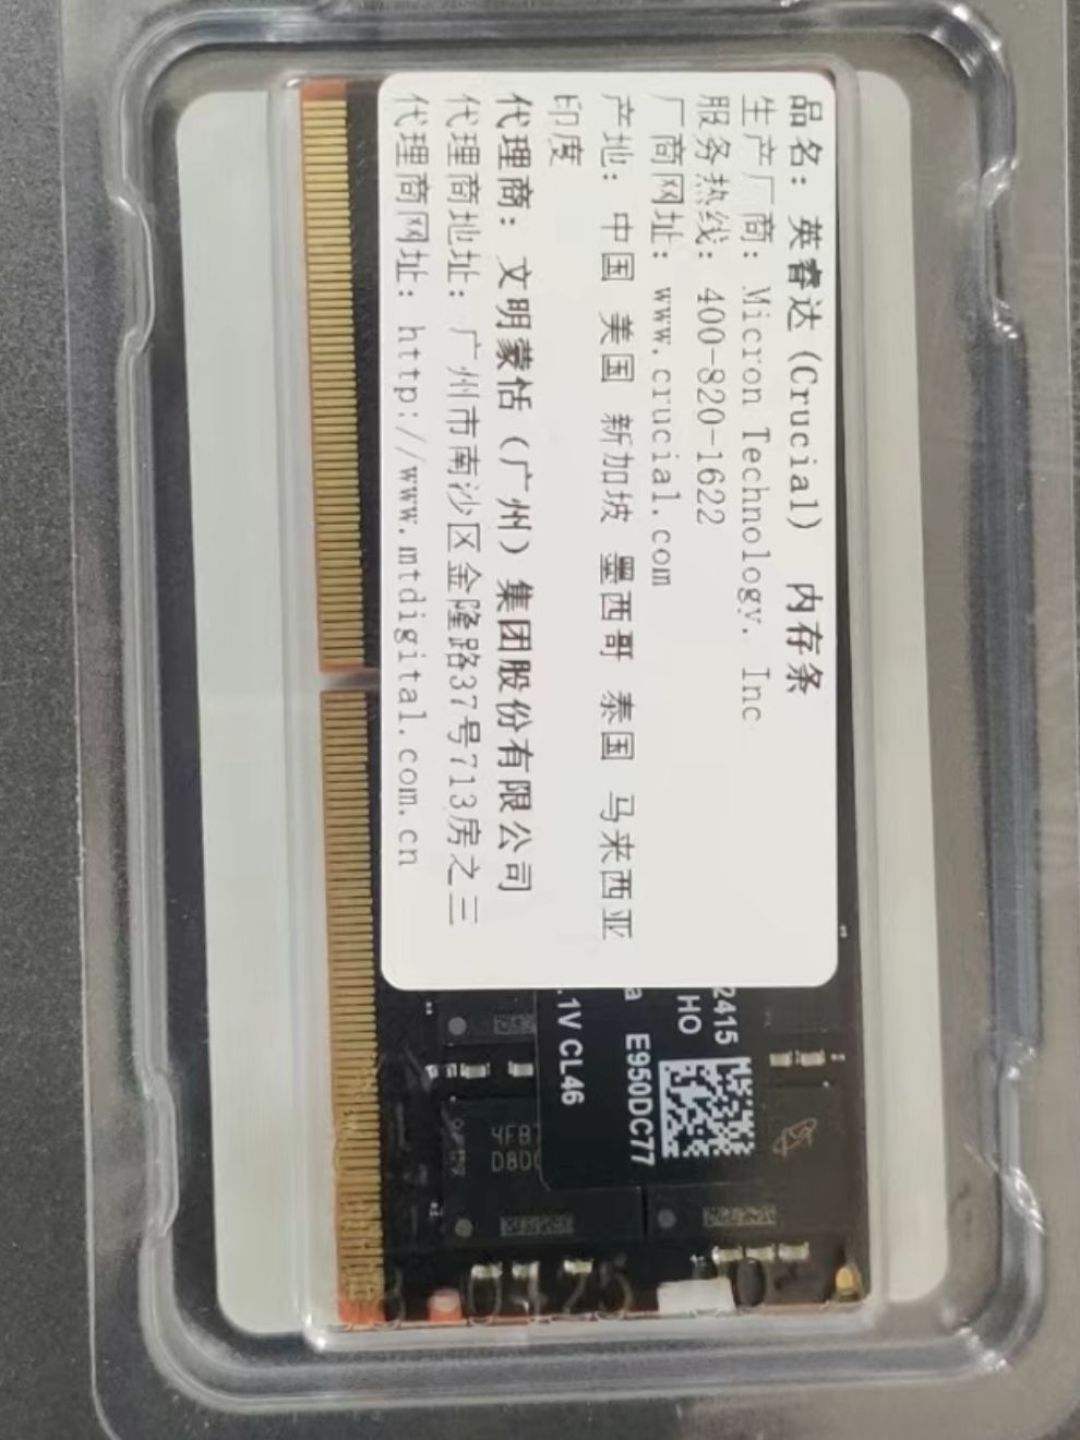 品名：英睿达(Crucial) 内存条
生产厂商：Micron Technology. Inc
服务热线：400-820-1622
厂商网址：www.crucial.com
产地：中国 美国 新加坡 墨西哥 泰国 马来西亚
印度
代理商：文明蒙恬（广州）集团股份有限公司
代理商地址：广州市南沙区金隆路37号713房之三
代理商网址：http://www.mtdigital.com.cn
2415
HO
a E950DC77
.1V CL46
4FB
D8D